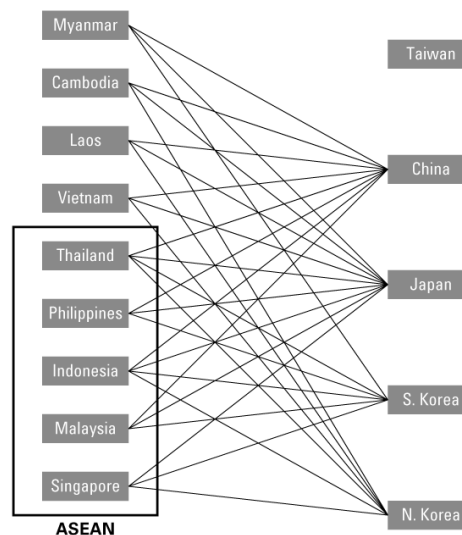 Myanmar
Cambodia
Laos
Vietnam
Thailand
Philippines
Indonesia
Malaysia
Singapore
ASEAN
Taiwan
China
Japan
S. Korea
N. Korea